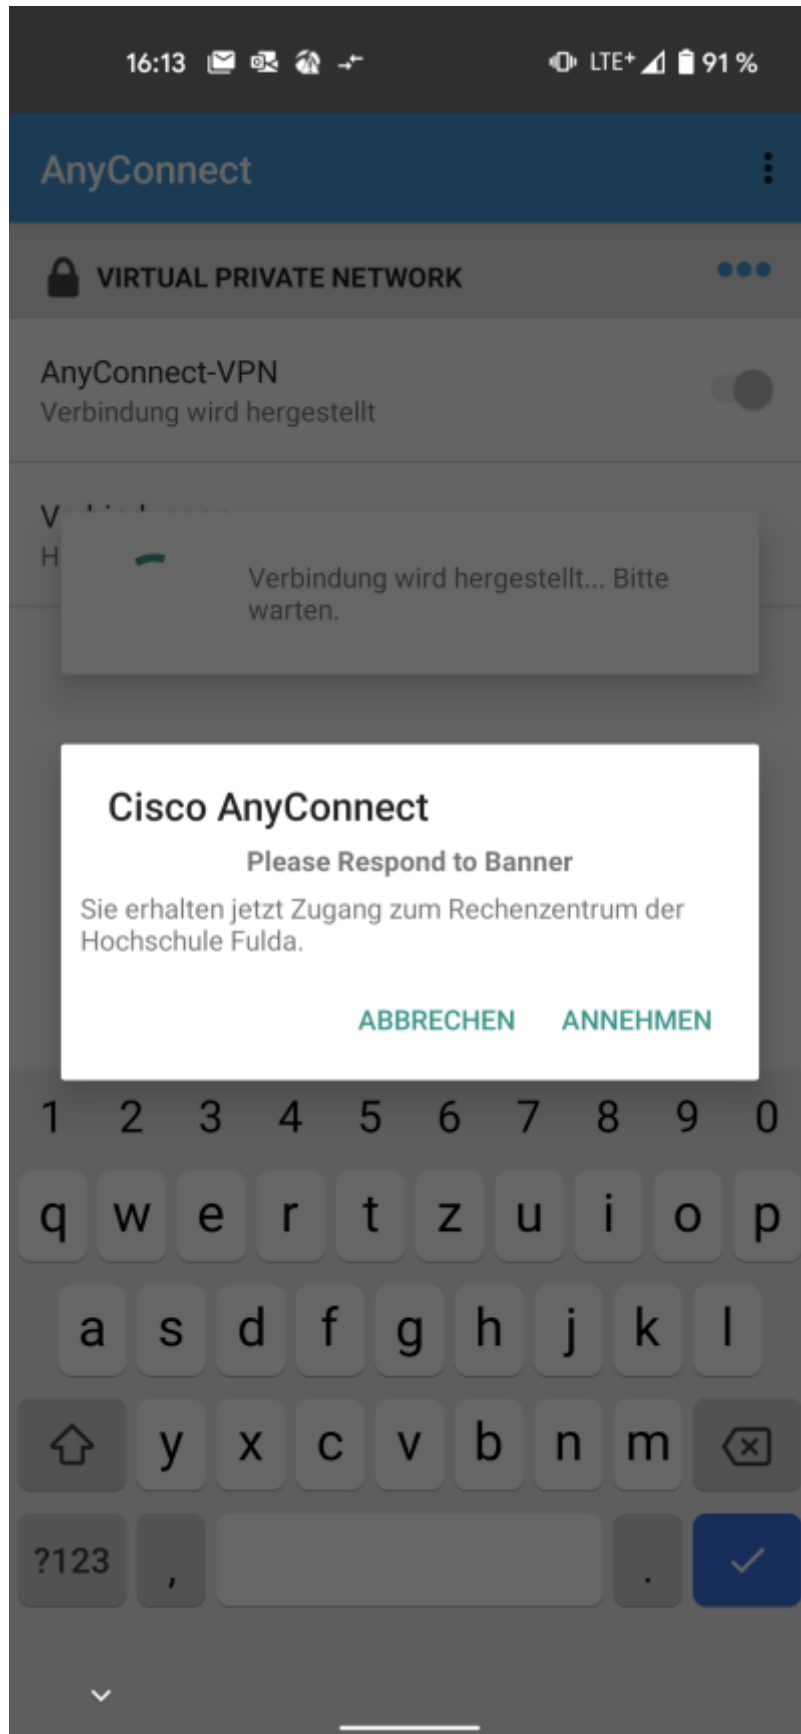 16:13 LTE+ 91 %
AnyConnect
VIRTUAL PRIVATE NETWORK
AnyConnect-VPN
Verbindung wird hergestellt
V
H
Verbindung wird hergestellt... Bitte
warten.
Cisco AnyConnect
Please Respond to Banner
Sie erhalten jetzt Zugang zum Rechenzentrum der
Hochschule Fulda.
ABBRECHEN ANNEHMEN
1 2 3 4 5 6 7 8 9 0
q w e r t z u i o p
a s d f g h j k l
y x c v b n m
?123 , .